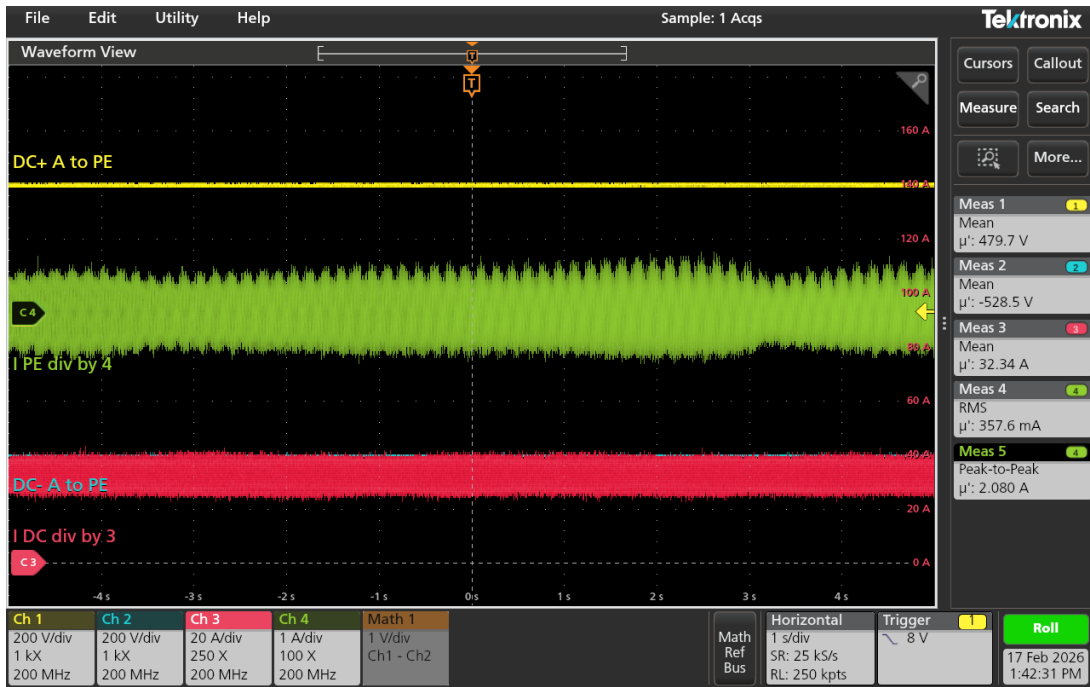 File Edit Utility Help Sample: 1 Acqs Tektronix
Waveform View
T
T
Cursors Callout
Measure Search
More...
160 A
DC+ A to PE
140 A
120 A
100 A
C4
80 A
I PE div by 4
60 A
40 A
DC- A to PE
20 A
I DC div by 3
C3
0 A
-4 s -3 s -2 s -1 s 0 s 1 s 2 s 3 s 4 s
Meas 1 1
Mean
µ': 479.7 V
Meas 2 2
Mean
µ': -528.5 V
Meas 3 3
Mean
µ': 32.34 A
Meas 4 4
RMS
µ': 357.6 mA
Meas 5 4
Peak-to-Peak
µ': 2.080 A
Ch 1
200 V/div
1 kX
200 MHz
Ch 2
200 V/div
1 kX
200 MHz
Ch 3
20 A/div
250 X
200 MHz
Ch 4
1 A/div
100 X
200 MHz
Math 1
1 V/div
Ch1 - Ch2
Math
Ref
Bus
Horizontal
1 s/div
SR: 25 kS/s
RL: 250 kpts
Trigger 1
8 V
Roll
17 Feb 2026
1:42:31 PM